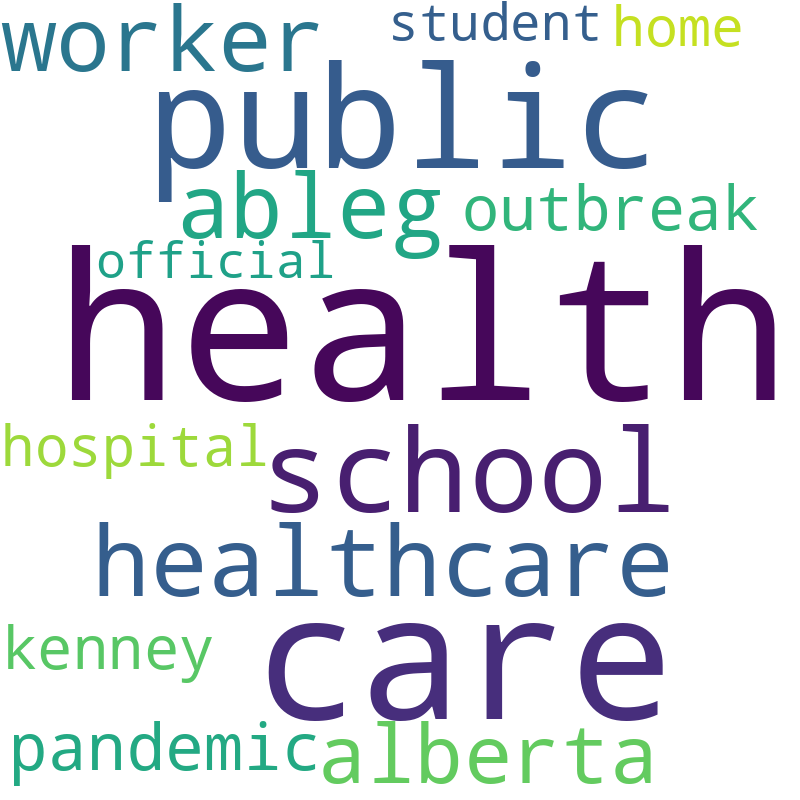 worker student home
public
ableg outbreak
official
health
hospital school
healthcare
care
kenney
pandemic alberta